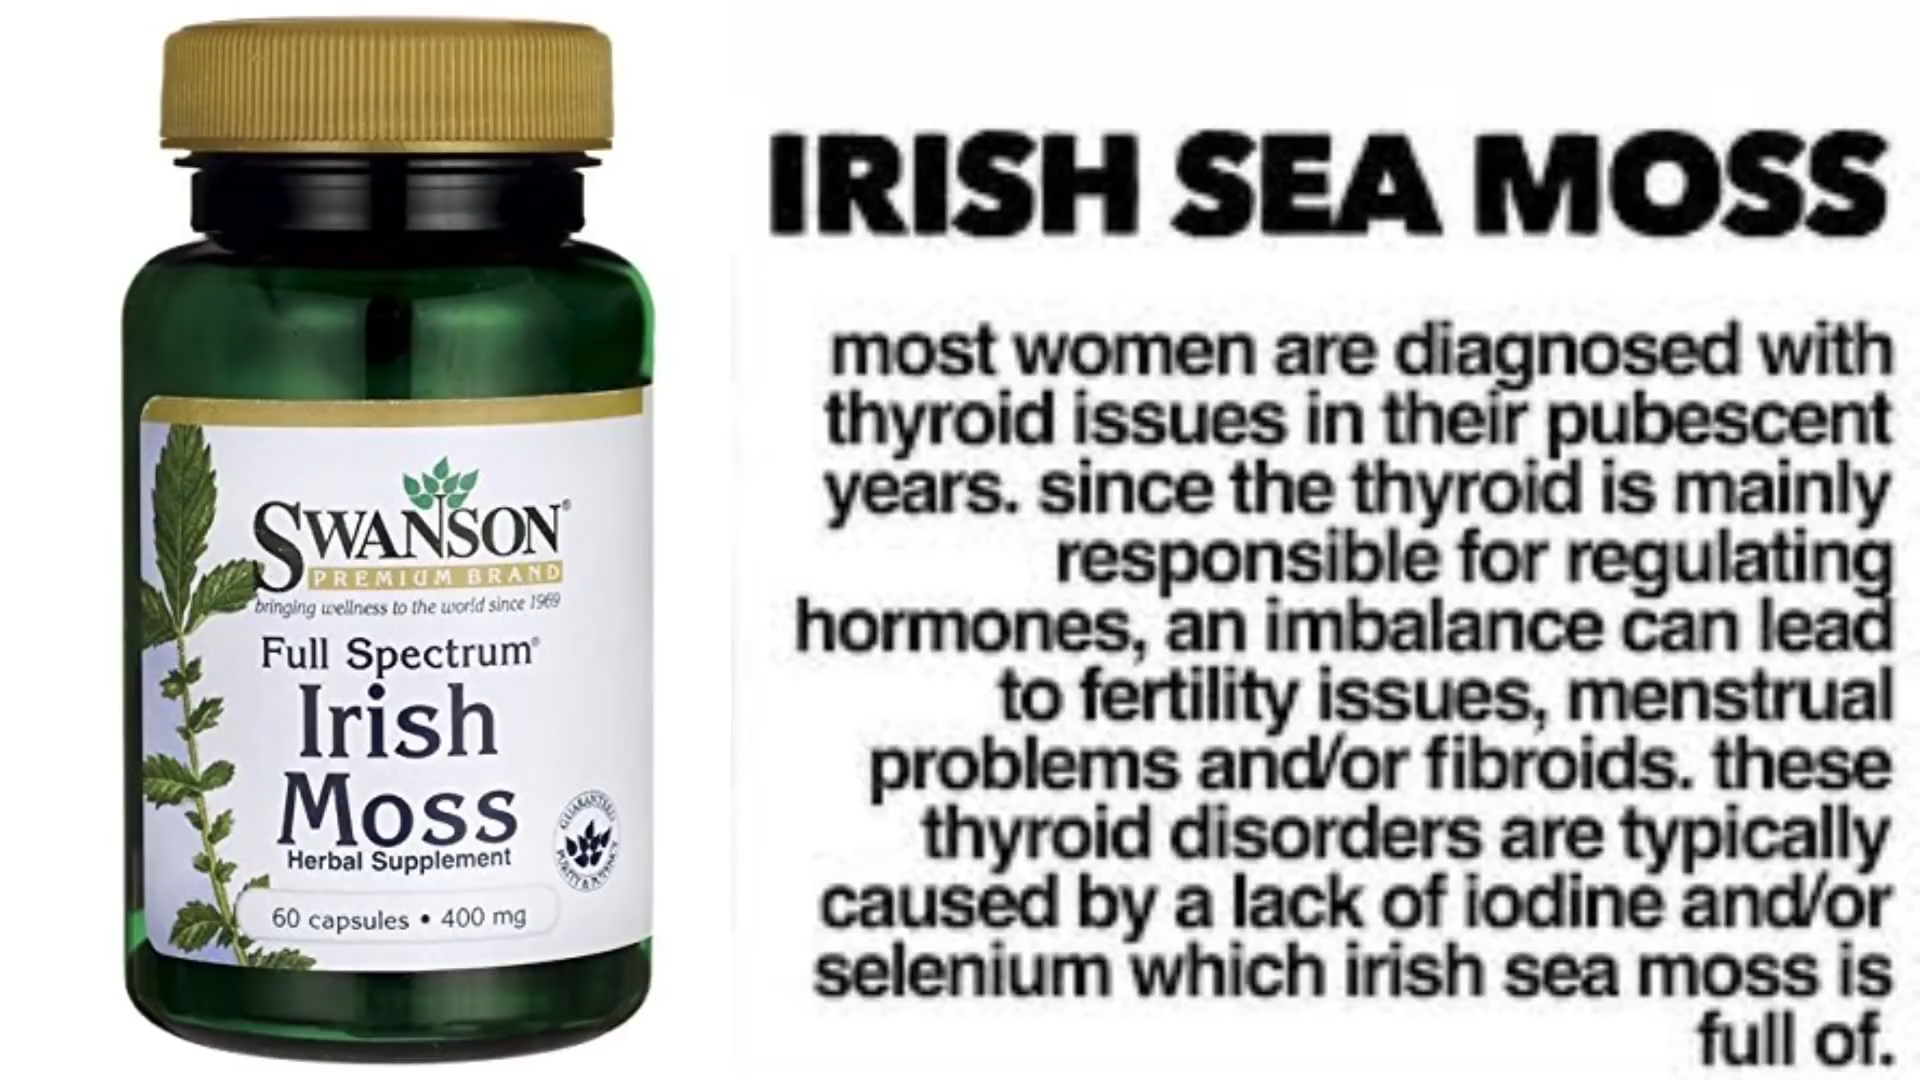 SWANSON®
PREMIUM BRAND
bringing wellness to the world since 1969
Full Spectrum®
Irish
Moss
Herbal Supplement
GUARANTEED
PURITY & POTENCY
60 capsules • 400 mg
IRISH SEA MOSS
most women are diagnosed with
thyroid issues in their pubescent
years. since the thyroid is mainly
responsible for regulating
hormones, an imbalance can lead
to fertility issues, menstrual
problems and/or fibroids. these
thyroid disorders are typically
caused by a lack of iodine and/or
selenium which irish sea moss is
full of.